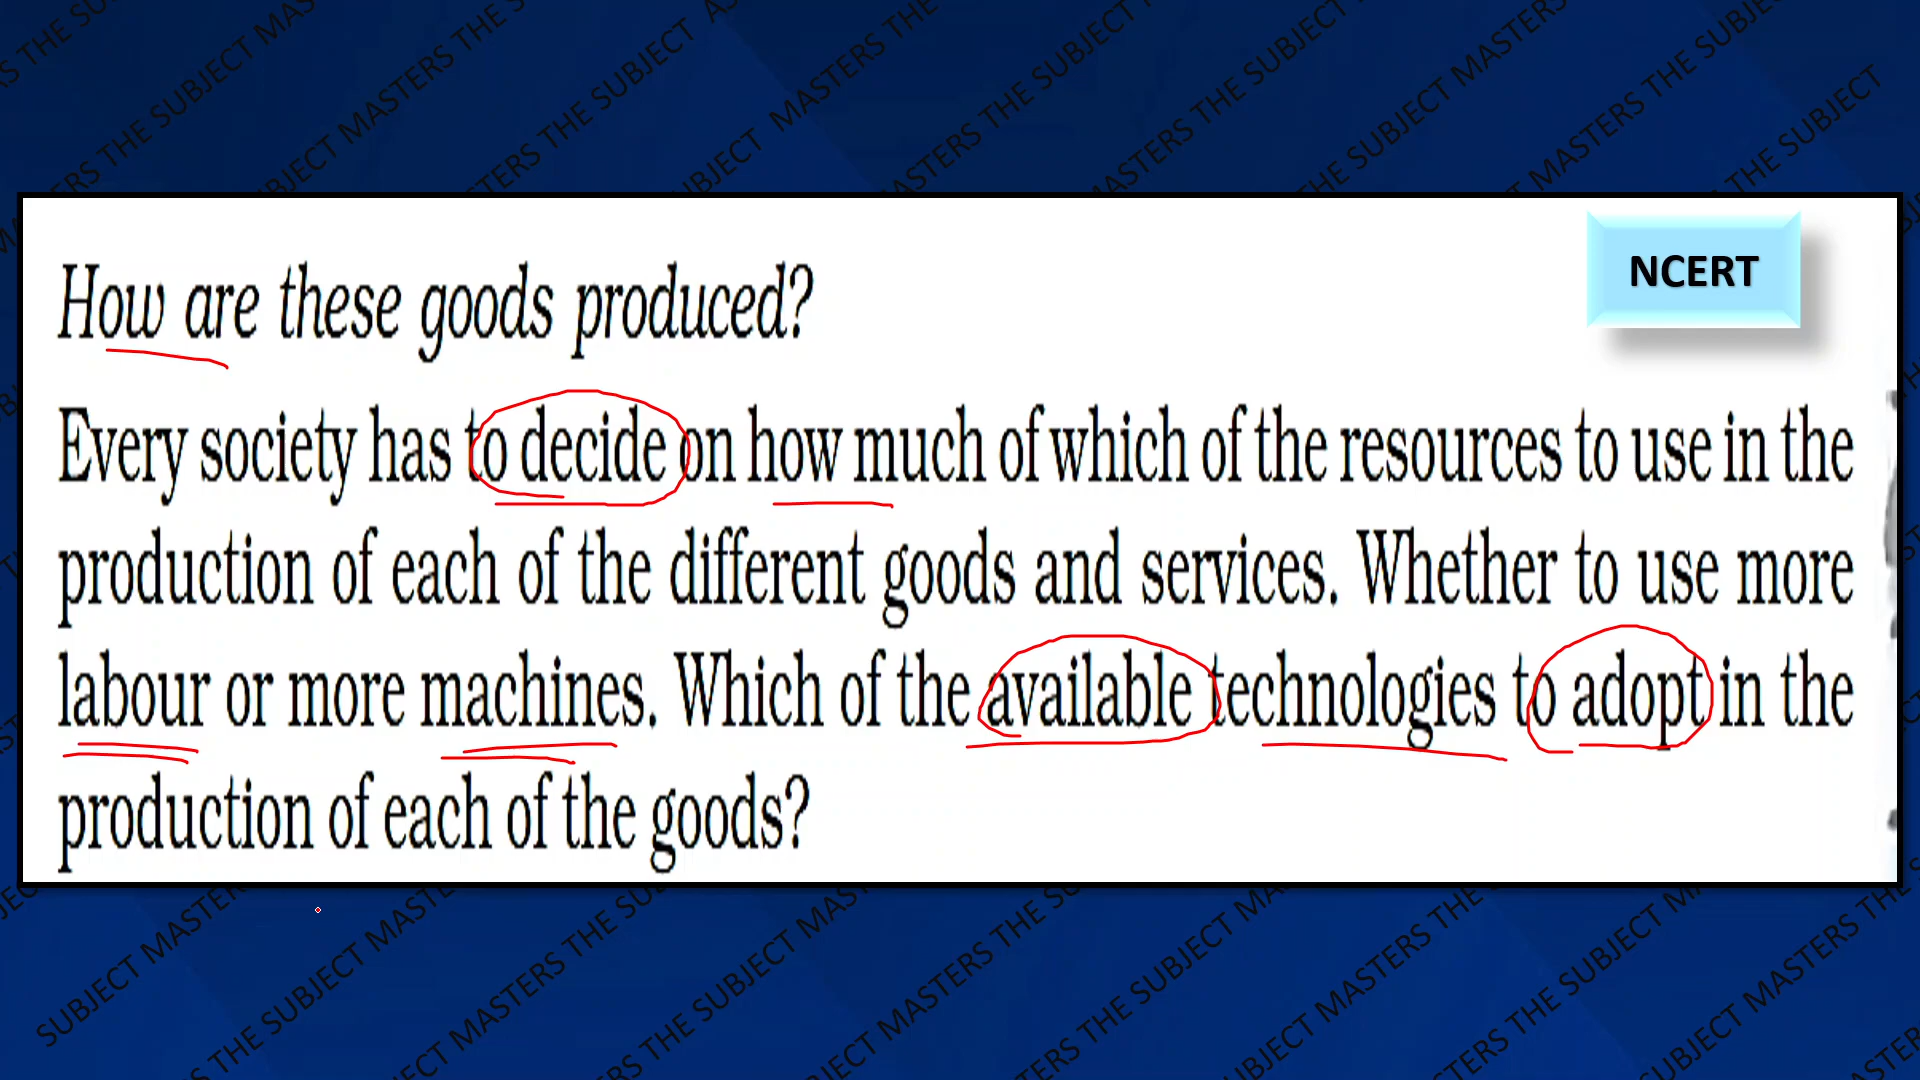 NCERT
How are these goods produced?
Every society has to decide on how much of which of the resources to use in the
production of each of the different goods and services. Whether to use more
labour or more machines. Which of the available technologies to adopt in the
production of each of the goods?